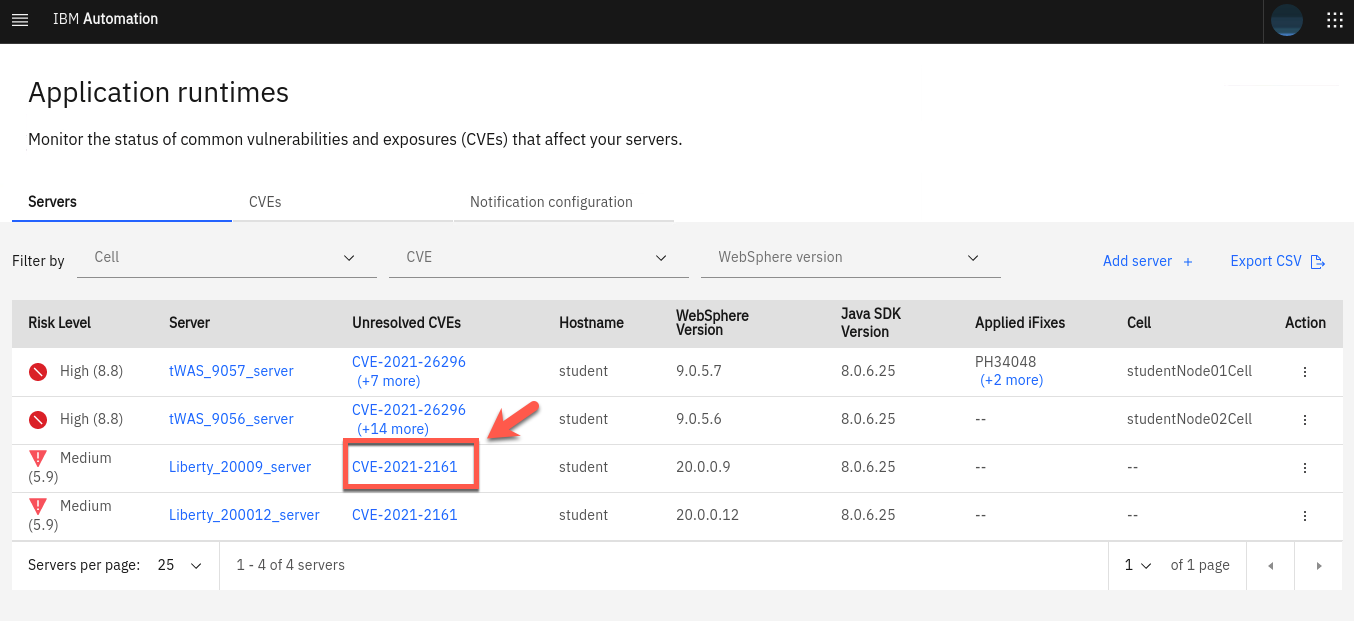 IBM Automation
Application runtimes
Monitor the status of common vulnerabilities and exposures (CVEs) that affect your servers.
Servers CVEs Notification configuration
Filter by Cell CVE WebSphere version Add server + Export CSV
Risk Level Server Unresolved CVEs Hostname WebSphere Version Java SDK Version Applied iFixes Cell Action
High (8.8) tWAS_9057_server CVE-2021-26296 (+7 more) student 9.0.5.7 8.0.6.25 PH34048 (+2 more) studentNode01Cell
High (8.8) tWAS_9056_server CVE-2021-26296 (+14 more) student 9.0.5.6 8.0.6.25 -- studentNode02Cell
Medium (5.9) Liberty_20009_server CVE-2021-2161 student 20.0.0.9 8.0.6.25 -- --
Medium (5.9) Liberty_200012_server CVE-2021-2161 student 20.0.0.12 8.0.6.25 -- --
Servers per page: 25 1 - 4 of 4 servers 1 of 1 page